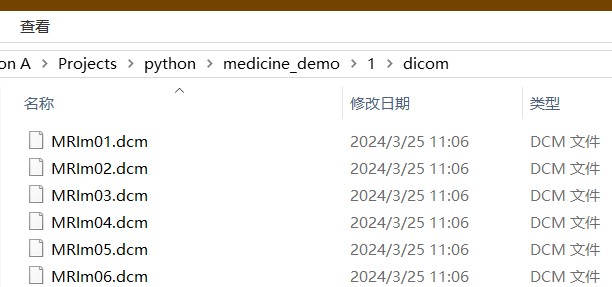 查看
on A > Projects > python > medicine_demo > 1 > dicom
名称 修改日期 类型
MRIm01.dcm 2024/3/25 11:06 DCM 文件
MRIm02.dcm 2024/3/25 11:06 DCM 文件
MRIm03.dcm 2024/3/25 11:06 DCM 文件
MRIm04.dcm 2024/3/25 11:06 DCM 文件
MRIm05.dcm 2024/3/25 11:06 DCM 文件
MRIm06.dcm 2024/3/25 11:06 DCM 文件